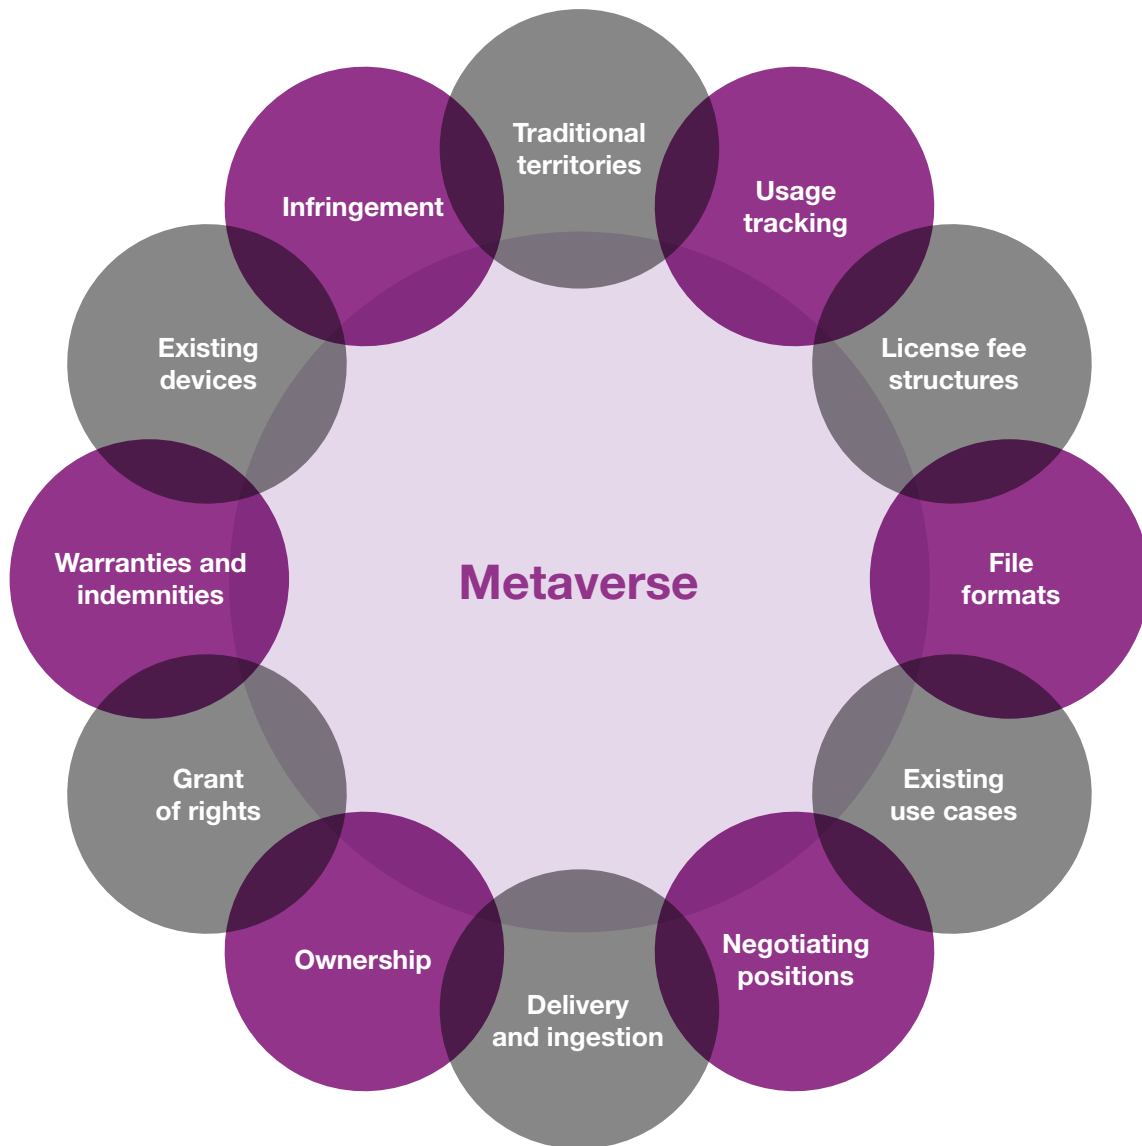 Traditional
territories
Usage
tracking
License fee
structures
File
formats
Existing
use cases
Negotiating
positions
Delivery
and ingestion
Ownership
Grant
of rights
Warranties and
indemnities
Existing
devices
Infringement
Metaverse